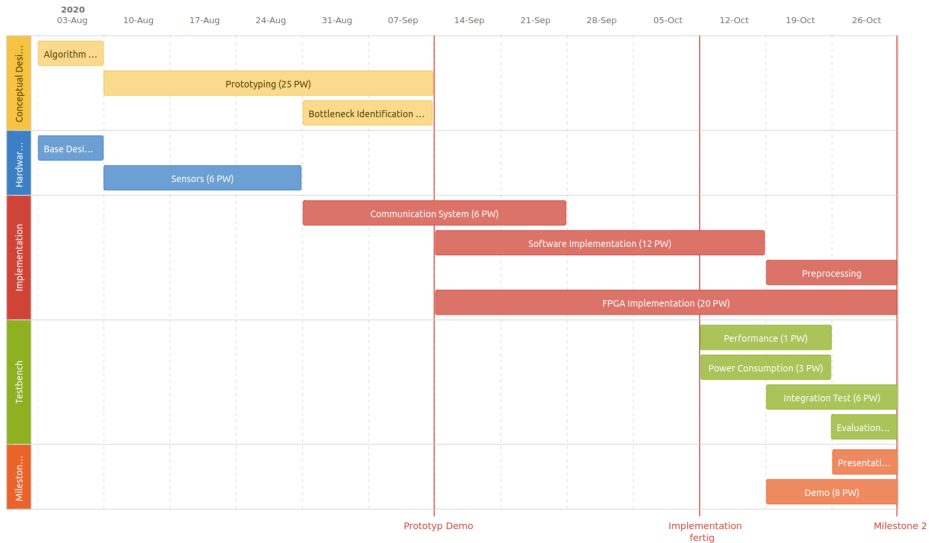 2020
03-Aug 10-Aug 17-Aug 24-Aug 31-Aug 07-Sep 14-Sep 21-Sep 28-Sep 05-Oct 12-Oct 19-Oct 26-Oct
Conceptual Desi...
Algorithm ...
Prototyping (25 PW)
Bottleneck Identification ...
Hardwar...
Base Desi...
Sensors (6 PW)
Implementation
Communication System (6 PW)
Software Implementation (12 PW)
Preprocessing
FPGA Implementation (20 PW)
Testbench
Performance (1 PW)
Power Consumption (3 PW)
Integration Test (6 PW)
Evaluation...
Mileston...
Presentati...
Demo (8 PW)
Prototyp Demo
Implementation
fertig
Milestone 2